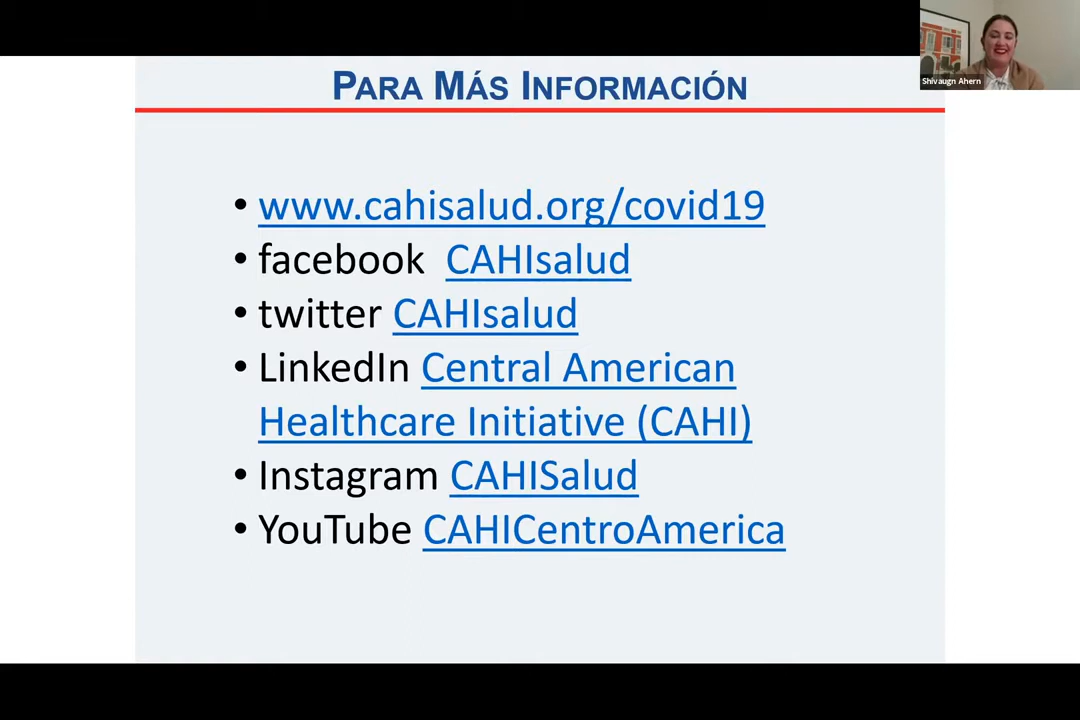 Shivaugn Ahern
PARA MÁS INFORMACIÓN
• www.cahisalud.org/covid19
• facebook CAHIsalud
• twitter CAHIsalud
• LinkedIn Central American
Healthcare Initiative (CAHI)
• Instagram CAHISalud
• YouTube CAHICentroAmerica